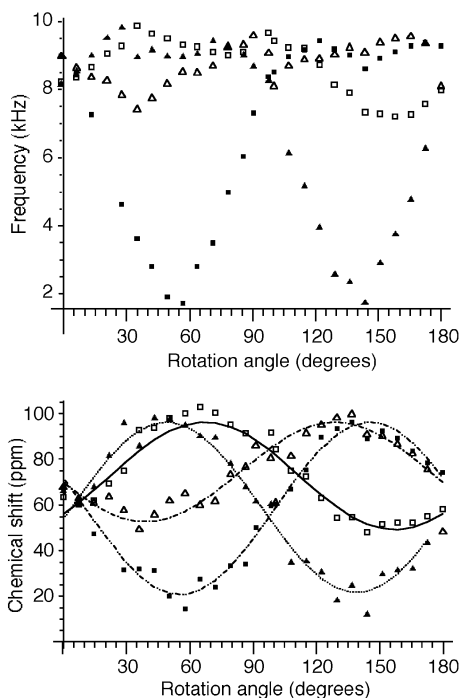 10
8
6
4
2
Frequency (kHz)
30 60 90 120 150 180
Rotation angle (degrees)
100
80
60
40
20
Chemical shift (ppm)
30 60 90 120 150 180
Rotation angle (degrees)